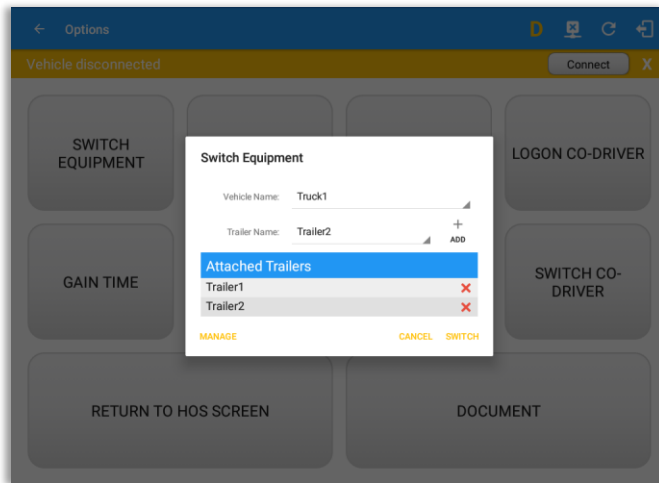 Options
D
Vehicle disconnected
Connect
X
SWITCH
EQUIPMENT
LOGON CO-DRIVER
Switch Equipment
Vehicle Name:
Truck1
Trailer Name:
Trailer2
+
ADD
Attached Trailers
Trailer1
Trailer2
MANAGE
CANCEL
SWITCH
GAIN TIME
SWITCH CO-
DRIVER
RETURN TO HOS SCREEN
DOCUMENT